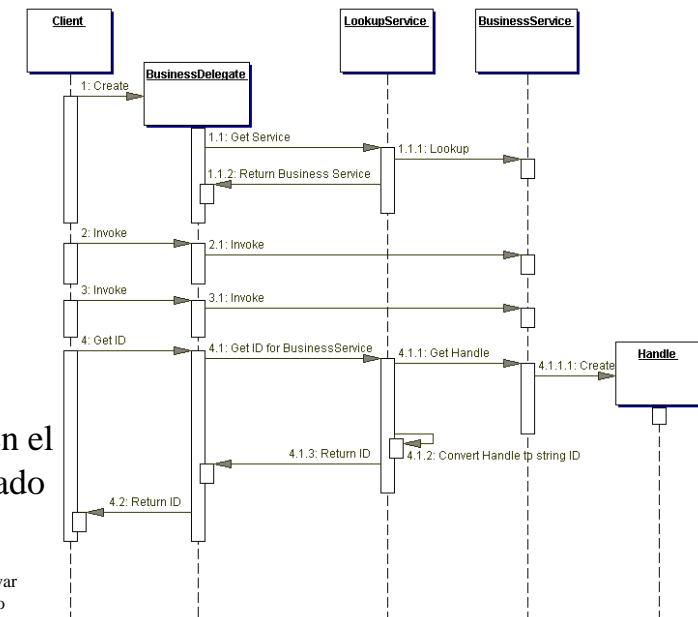 Client
LookupService
BusinessService
BusinessDelegate
1: Create
1.1: Get Service
1.1.1: Lookup
1.1.2: Return Business Service
2: Invoke
2.1: Invoke
3: Invoke
3.1: Invoke
4: Get ID
4.1: Get ID for BusinessService
4.1.1: Get Handle
Handle
4.1.1.1: Create
en el
4.1.3: Return ID
4.1.2: Convert Handle to string ID
4.2: Return ID